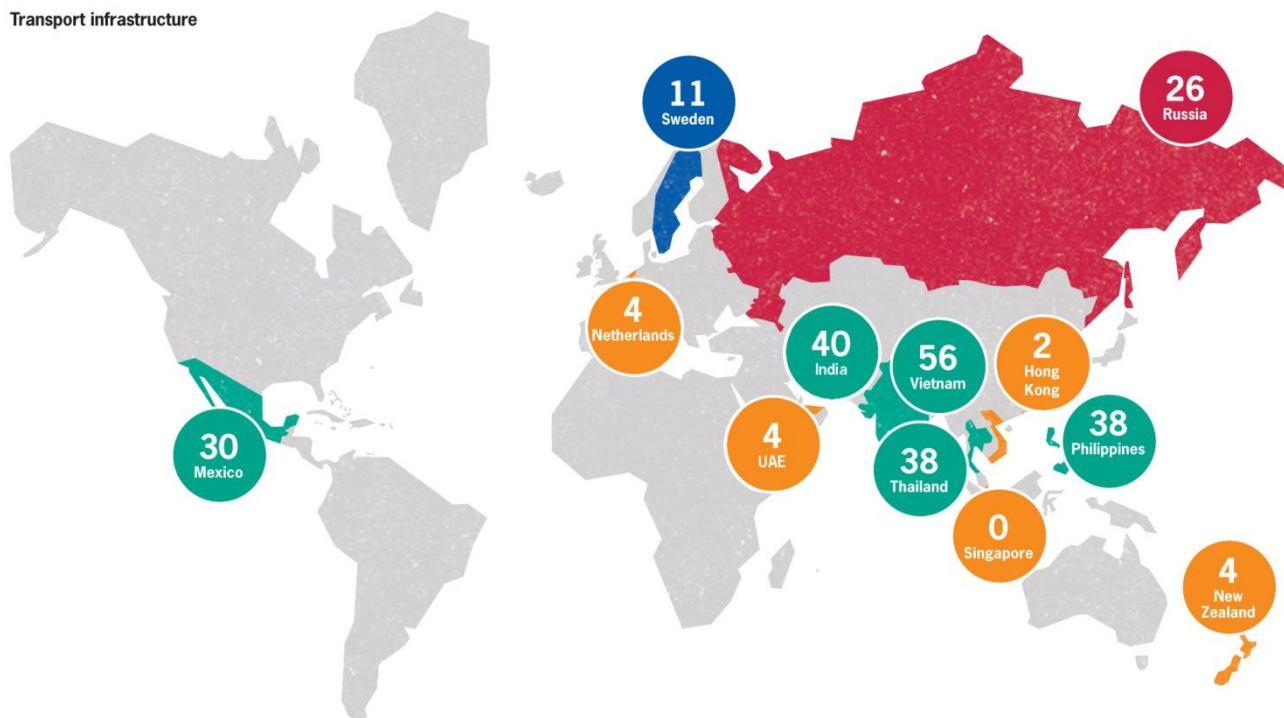 Transport infrastructure
11
Sweden
26
Russia
4
Netherlands
40
India
56
Vietnam
2
Hong
Kong
30
Mexico
4
UAE
38
Thailand
38
Philippines
0
Singapore
4
New
Zealand